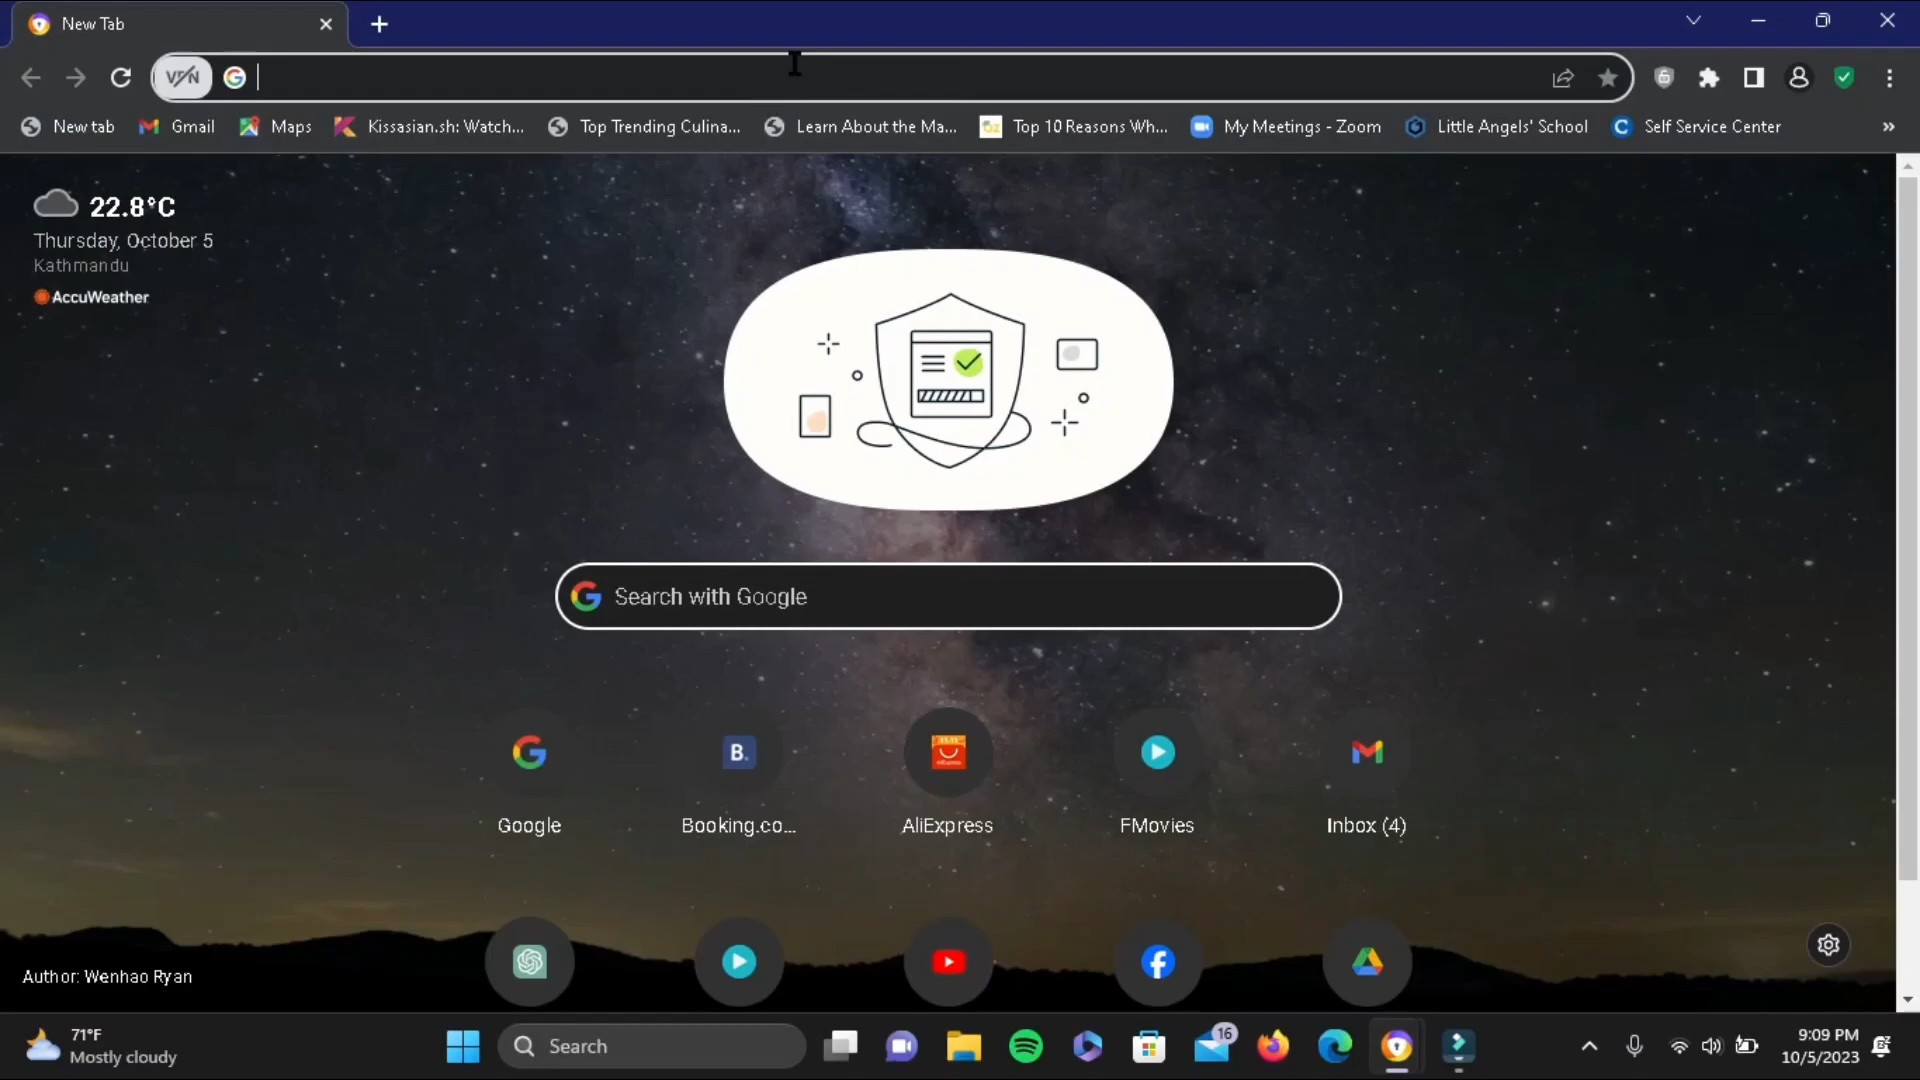 New Tab
VPN
New tab
Gmail
Maps
Kissasian.sh: Watch...
Top Trending Culina...
Learn About the Ma...
Top 10 Reasons Wh...
My Meetings - Zoom
Little Angels' School
Self Service Center
»
22.8°C
Thursday, October 5
Kathmandu
AccuWeather
Search with Google
B.
Google
Booking.co...
AliExpress
FMovies
Inbox (4)
Author: Wenhao Ryan
71°F
Mostly cloudy
Search
16
9:09 PM
10/5/2023